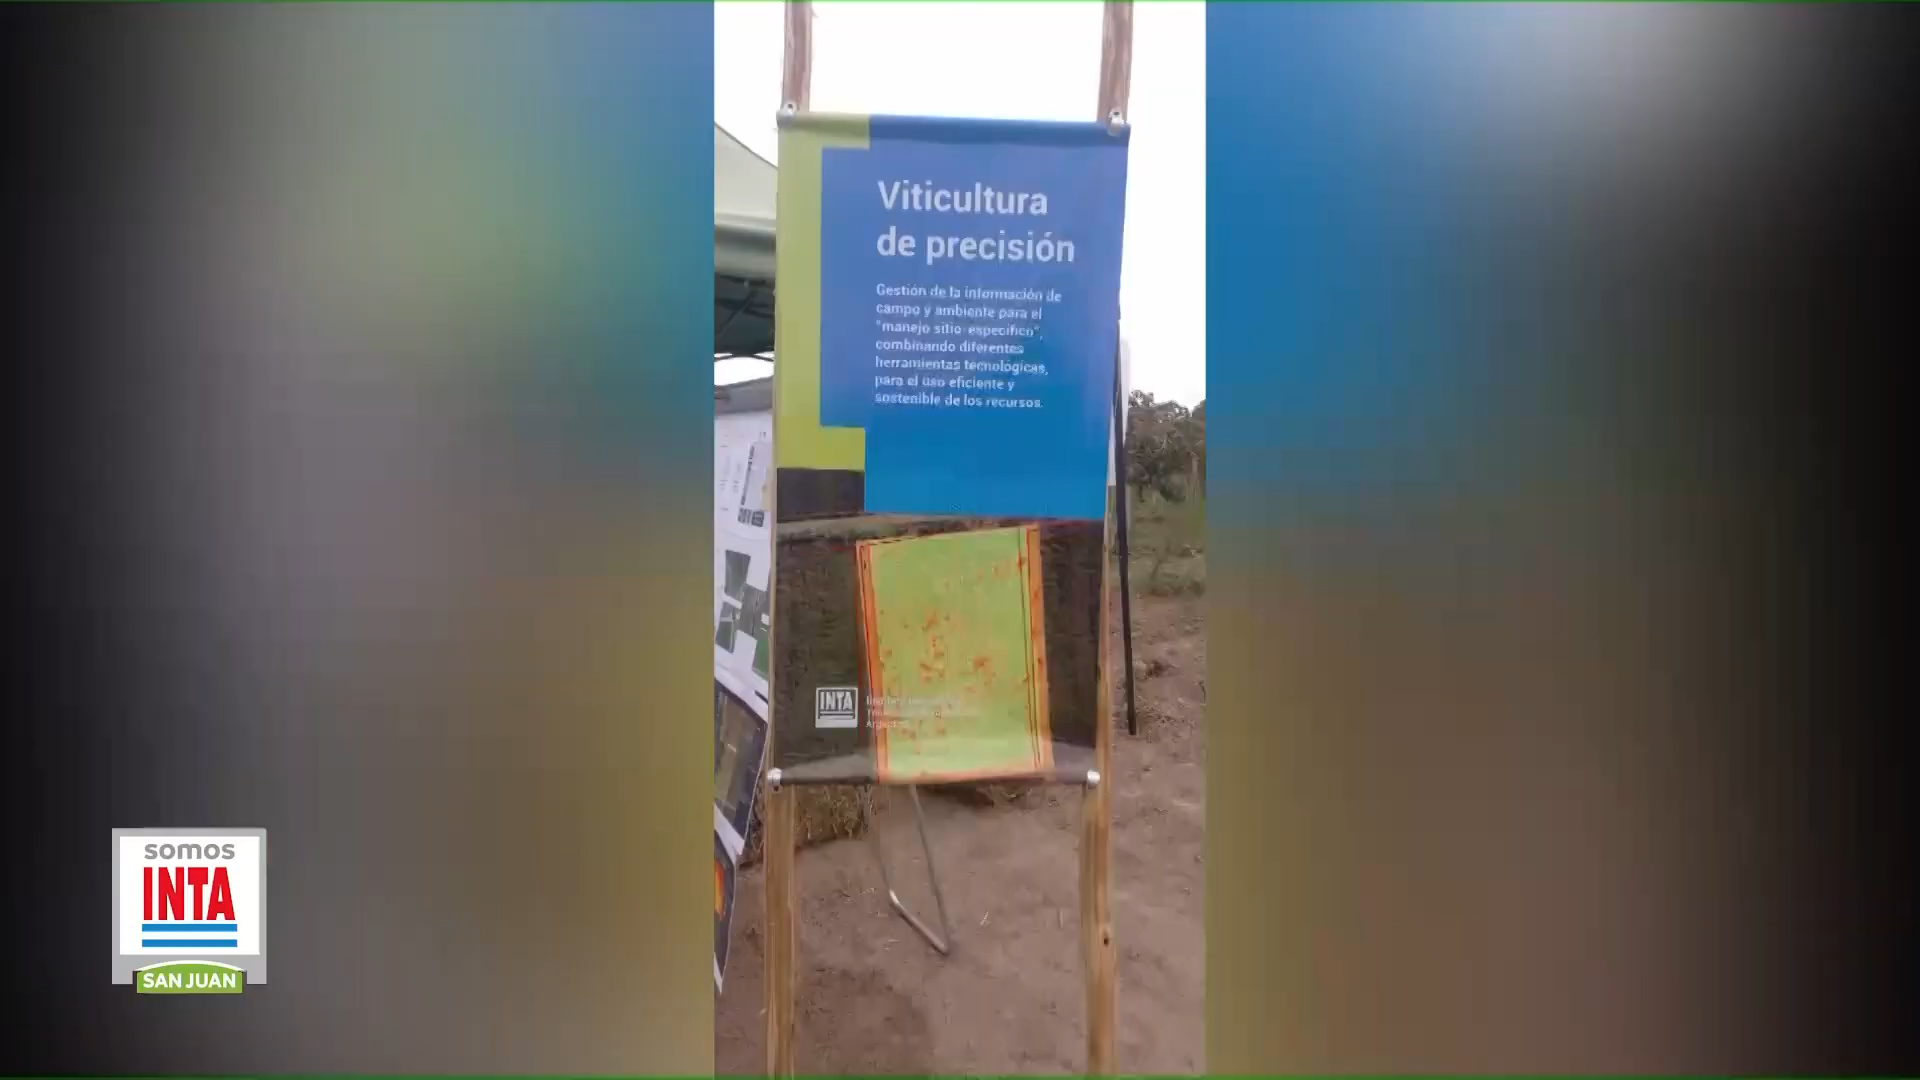 Viticultura
de precisión
Gestión de la información de
campo y ambiente para el
"manejo sitio-específico",
combinando diferentes
herramientas tecnológicas,
para el uso eficiente y
sostenible de los recursos.
INTA
somos
INTA
SAN JUAN